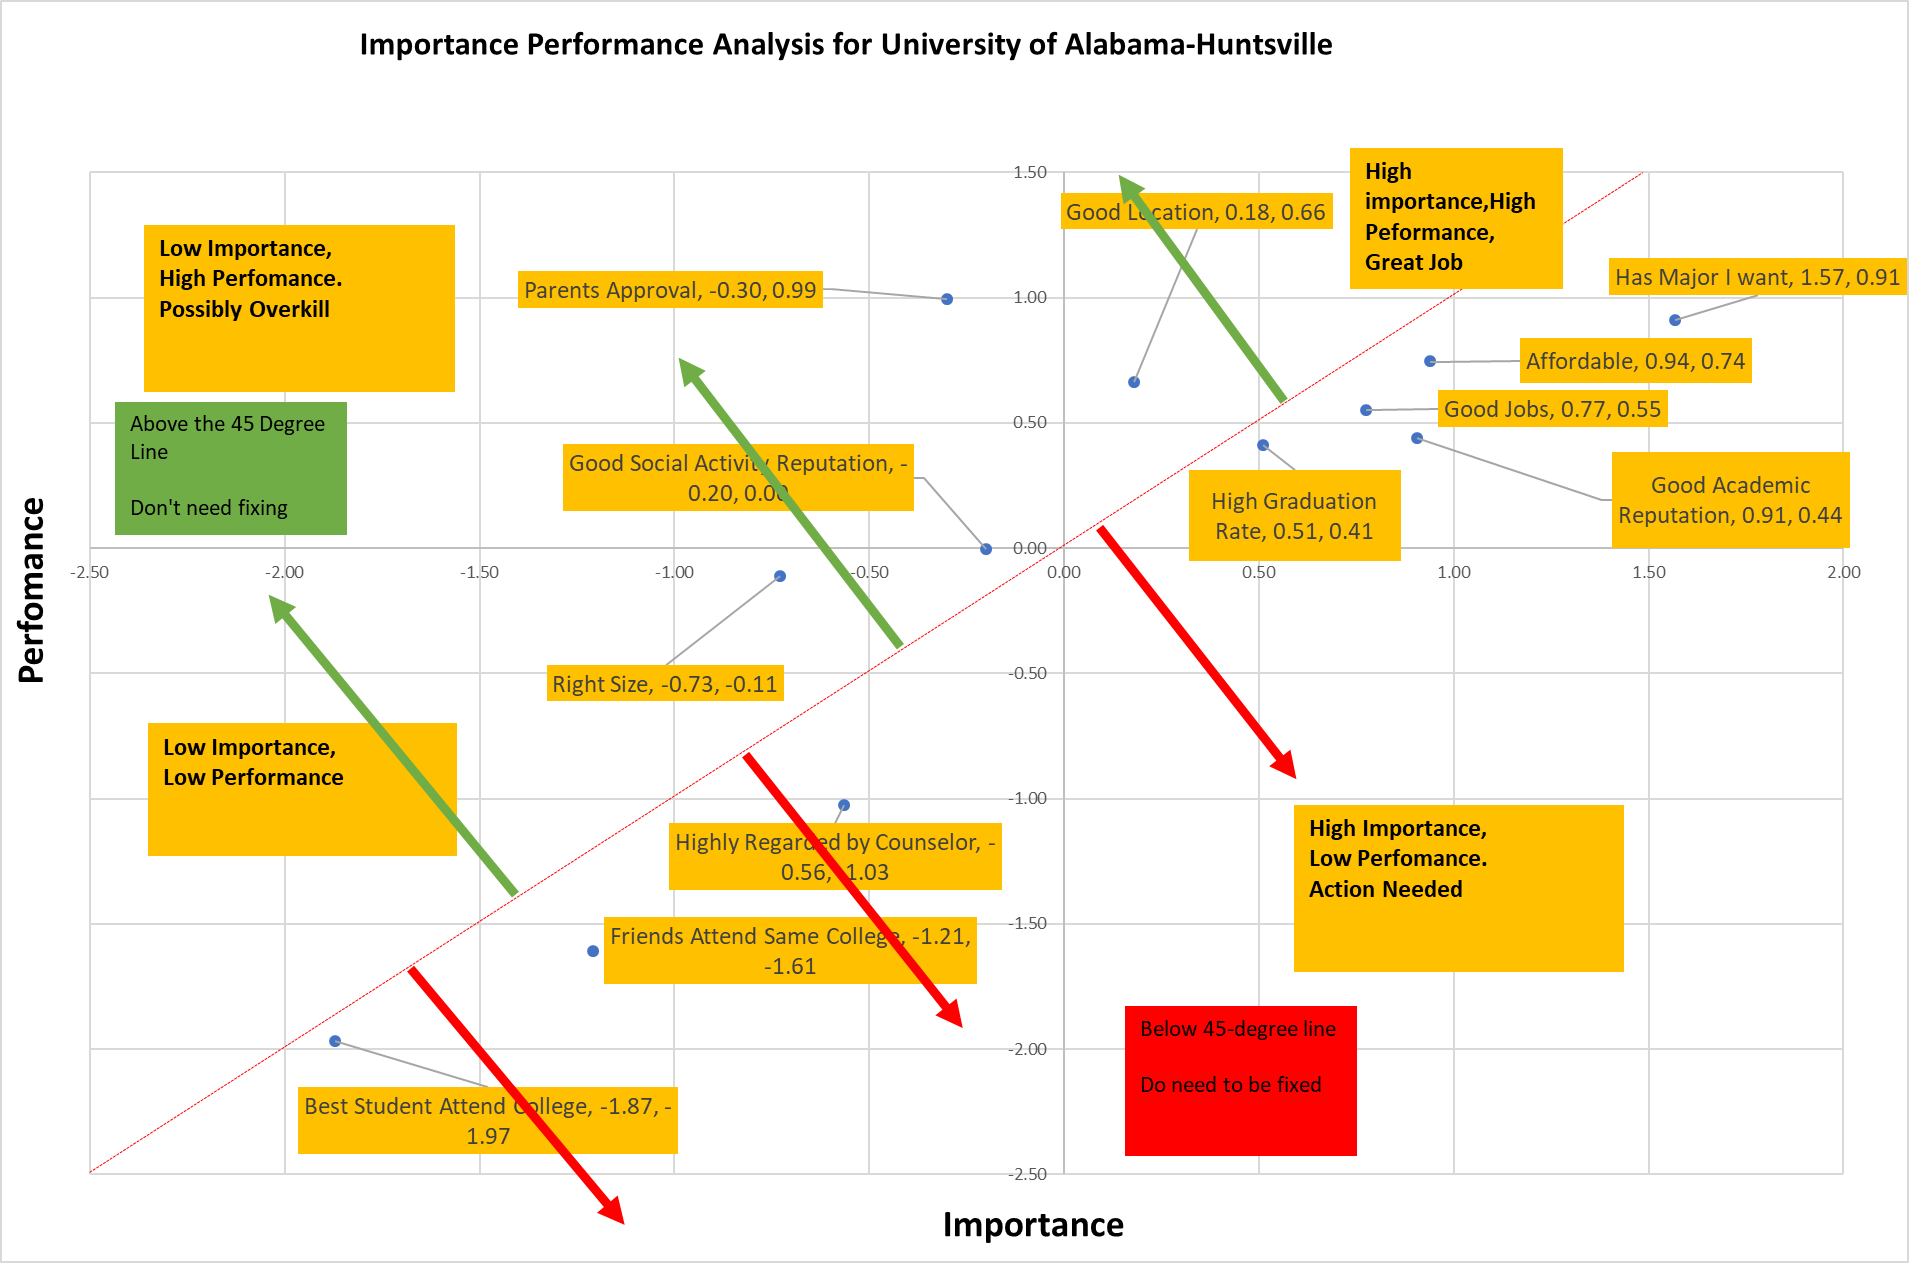 Importance Performance Analysis for University of Alabama-Huntsville
1.50
High
importance,High
Peformance,
Great Job
Good Location, 0.18, 0.66
Low Importance,
High Perfomance.
Possibly Overkill
Parents Approval, -0.30, 0.99
1.00
Has Major I want, 1.57, 0.91
Affordable, 0.94, 0.74
Above the 45 Degree
Line
Don't need fixing
Good Jobs, 0.77, 0.55
0.50
Good Social Activity Reputation, -
0.20, 0.00
High Graduation
Rate, 0.51, 0.41
Good Academic
Reputation, 0.91, 0.44
0.00
-2.50
-2.00
-1.50
-1.00
-0.50
0.00
0.50
1.00
1.50
2.00
Perfomance
Right Size, -0.73, -0.11
-0.50
Low Importance,
Low Performance
-1.00
Highly Regarded by Counselor, -
0.56, -1.03
High Importance,
Low Perfomance.
Action Needed
-1.50
Friends Attend Same College, -1.21,
-1.61
-2.00
Below 45-degree line
Do need to be fixed
Best Student Attend College, -1.87, -
1.97
-2.50
Importance